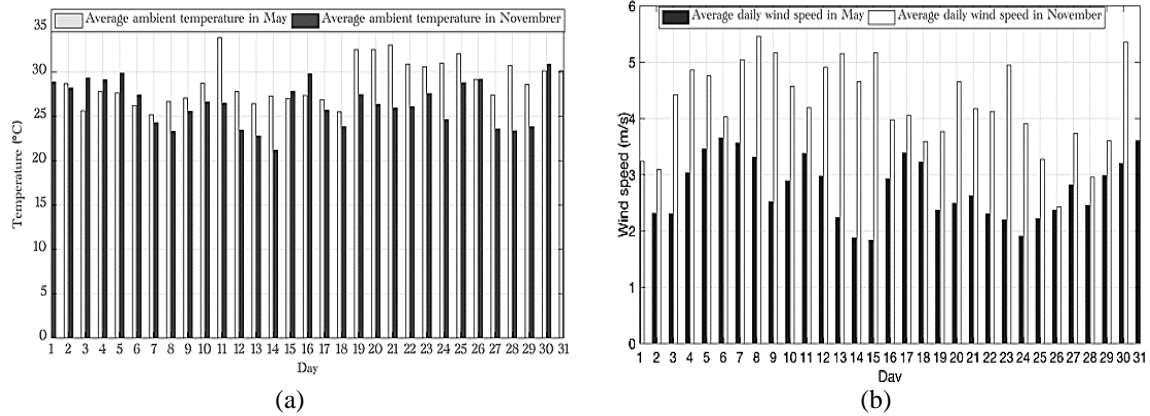 Average ambient temperature in May Average ambient temperature in Novembrer
35
30
25
20
15
10
5
0
Temperature (°C)
1 2 3 4 5 6 7 8 9 10 11 12 13 14 15 16 17 18 19 20 21 22 23 24 25 26 27 28 29 30 31
Day
(a)
Average daily wind speed in May Average daily wind speed in November
6
5
4
3
2
1
0
Wind speed (m/s)
1 2 3 4 5 6 7 8 9 10 11 12 13 14 15 16 17 18 19 20 21 22 23 24 25 26 27 28 29 30 31
Day
(b)